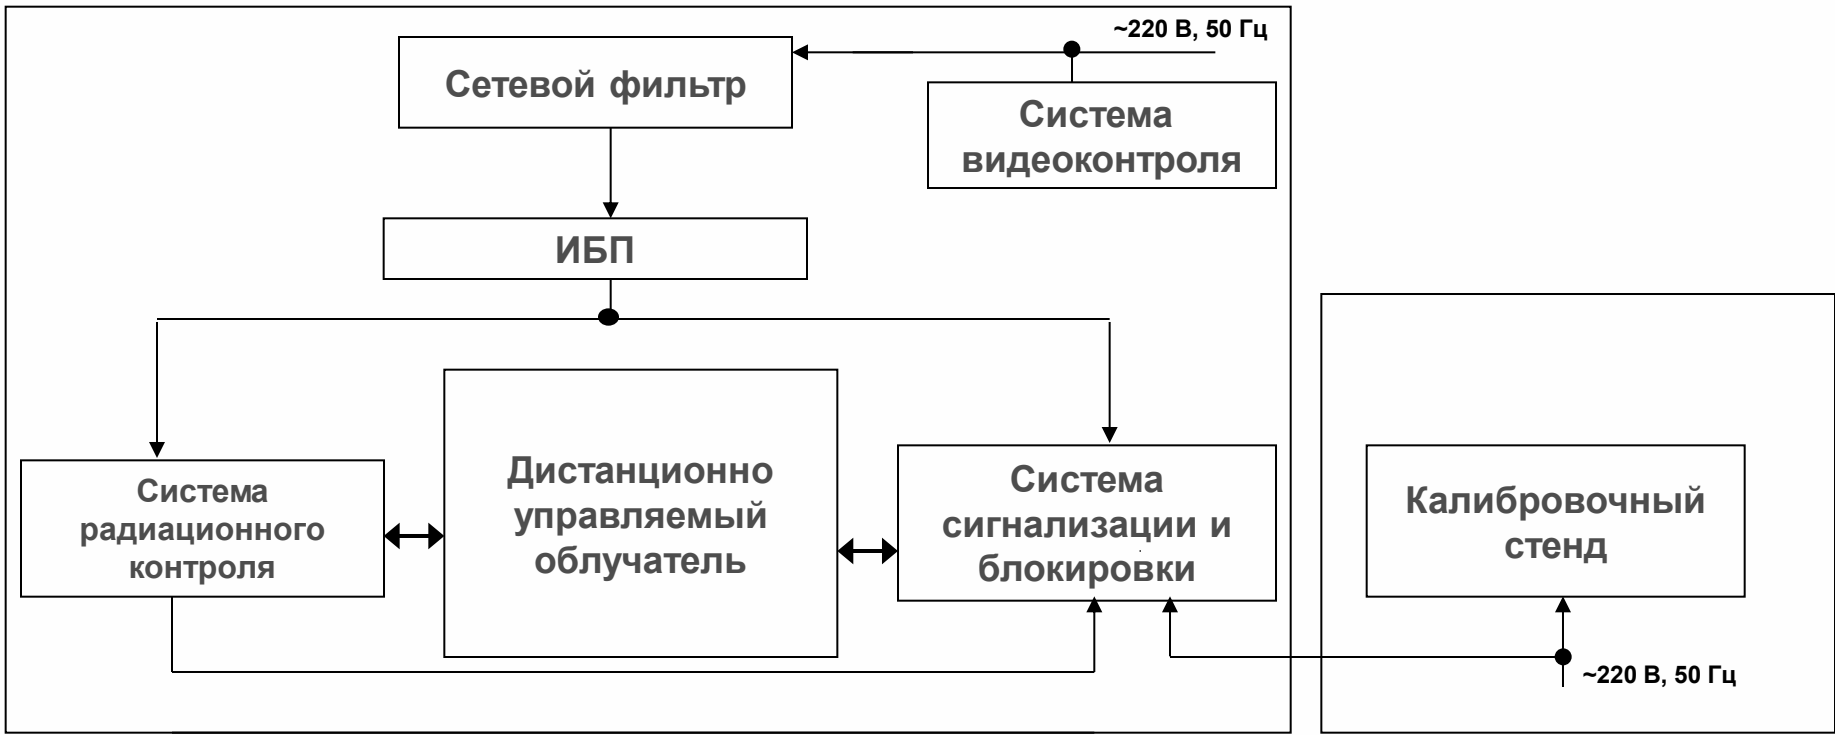 ~220 В, 50 Гц
Сетевой фильтр
Система
видеоконтроля
ИБП
Система
радиационного
контроля
Дистанционно
управляемый
облучатель
Система
сигнализации и
блокировки
Калибровочный
стенд
~220 В, 50 Гц